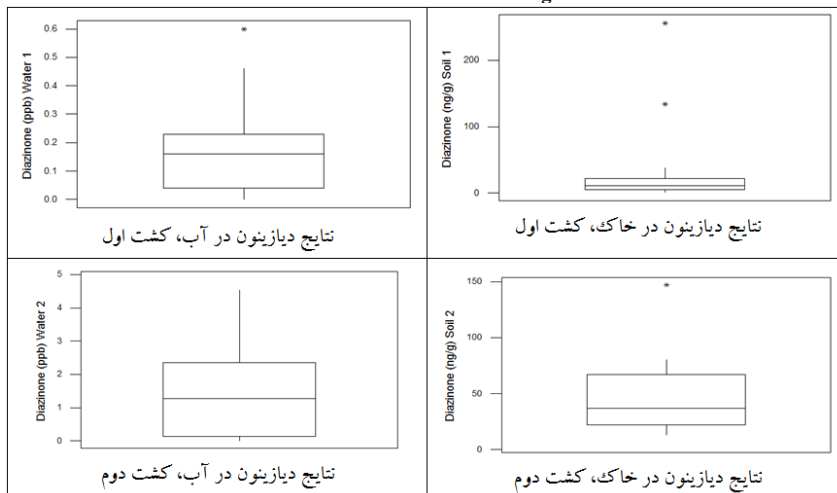 g
Diazinone (ppb) Water 1
0.6
0.5
0.4
0.3
0.2
0.1
0.0
*
نتایج دیازینون در آب، کشت اول
Diazinone (ng/g) Soil 1
200
100
0
*
*
نتایج دیازینون در خاک، کشت اول
Diazinone (ppb) Water 2
5
4
3
2
1
0
نتایج دیازینون در آب، کشت دوم
Diazinone (ng/g) Soil 2
150
100
50
0
*
نتایج دیازینون در خاک، کشت دوم